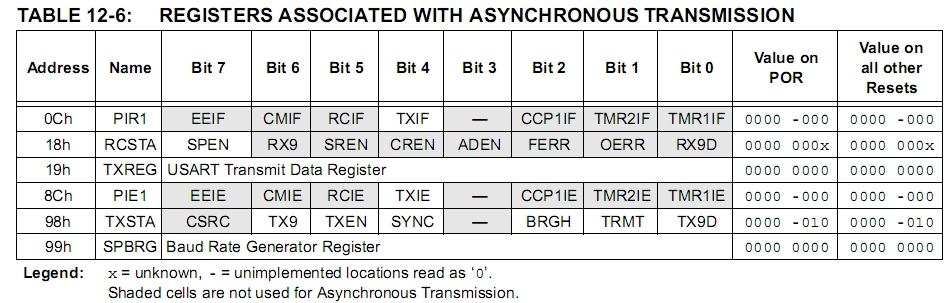 TABLE 12-6: REGISTERS ASSOCIATED WITH ASYNCHRONOUS TRANSMISSION
Address Name Bit 7 Bit 6 Bit 5 Bit 4 Bit 3 Bit 2 Bit 1 Bit 0 Value on POR Value on all other Resets
0Ch PIR1 EEIF CMIF RCIF TXIF — CCP1IF TMR2IF TMR1IF 0000 -000 0000 -000
18h RCSTA SPEN RX9 SREN CREN ADEN FERR OERR RX9D 0000 000x 0000 000x
19h TXREG USART Transmit Data Register 0000 0000 0000 0000
8Ch PIE1 EEIE CMIE RCIE TXIE — CCP1IE TMR2IE TMR1IE 0000 -000 0000 -000
98h TXSTA CSRC TX9 TXEN SYNC — BRGH TRMT TX9D 0000 -010 0000 -010
99h SPBRG Baud Rate Generator Register 0000 0000 0000 0000
Legend: x = unknown, - = unimplemented locations read as ‘0’.
Shaded cells are not used for Asynchronous Transmission.